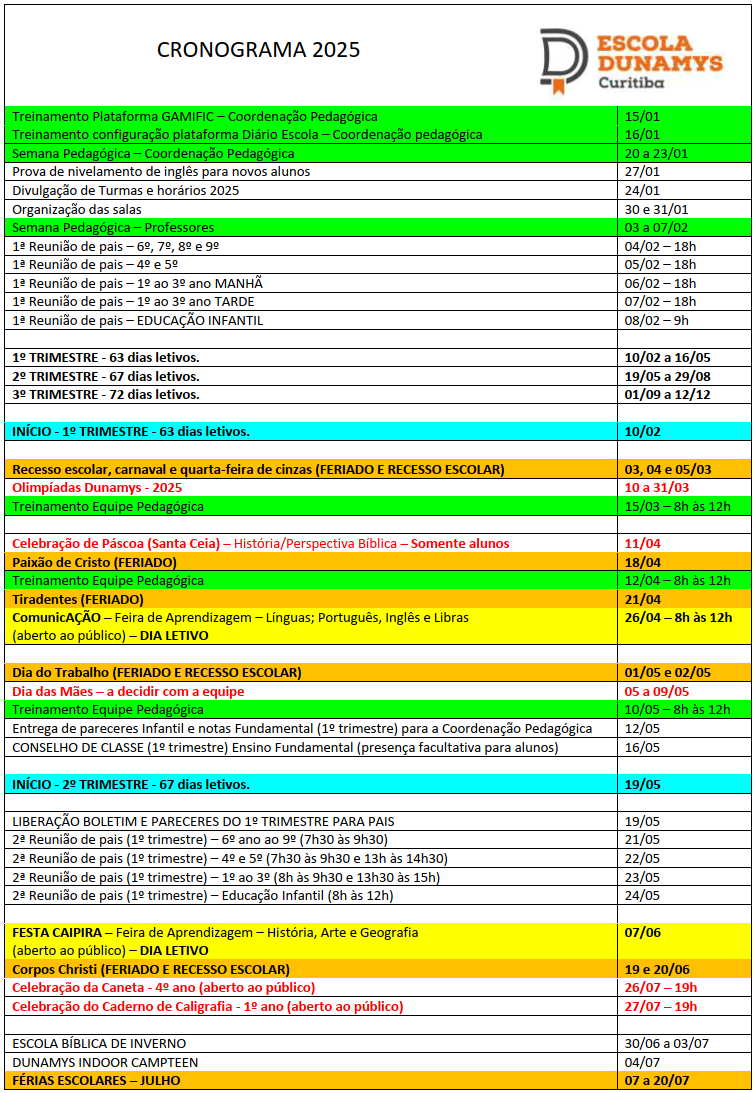 CRONOGRAMA 2025
ESCOLA
DUNAMYS
Curitiba
Treinamento Plataforma GAMIFIC – Coordenação Pedagógica 15/01
Treinamento configuração plataforma Diário Escola – Coordenação pedagógica 16/01
Semana Pedagógica – Coordenação Pedagógica 20 a 23/01
Prova de nivelamento de inglês para novos alunos 27/01
Divulgação de Turmas e horários 2025 24/01
Organização das salas 30 e 31/01
Semana Pedagógica – Professores 03 a 07/02
1ª Reunião de pais – 6º, 7º, 8º e 9º 04/02 – 18h
1ª Reunião de pais – 4º e 5º 05/02 – 18h
1ª Reunião de pais – 1º ao 3º ano MANHÃ 06/02 – 18h
1ª Reunião de pais – 1º ao 3º ano TARDE 07/02 – 18h
1ª Reunião de pais – EDUCAÇÃO INFANTIL 08/02 – 9h
1º TRIMESTRE - 63 dias letivos. 10/02 a 16/05
2º TRIMESTRE - 67 dias letivos. 19/05 a 29/08
3º TRIMESTRE - 72 dias letivos. 01/09 a 12/12
INÍCIO - 1º TRIMESTRE - 63 dias letivos. 10/02
Recesso escolar, carnaval e quarta-feira de cinzas (FERIADO E RECESSO ESCOLAR) 03, 04 e 05/03
Olimpíadas Dunamys - 2025 10 a 31/03
Treinamento Equipe Pedagógica 15/03 – 8h às 12h
Celebração de Páscoa (Santa Ceia) – História/Perspectiva Bíblica – Somente alunos 11/04
Paixão de Cristo (FERIADO) 18/04
Treinamento Equipe Pedagógica 12/04 – 8h às 12h
Tiradentes (FERIADO) 21/04
ComunicAÇÃO – Feira de Aprendizagem – Línguas; Português, Inglês e Libras 26/04 – 8h às 12h
(aberto ao público) – DIA LETIVO
Dia do Trabalho (FERIADO E RECESSO ESCOLAR) 01/05 e 02/05
Dia das Mães – a decidir com a equipe 05 a 09/05
Treinamento Equipe Pedagógica 10/05 – 8h às 12h
Entrega de pareceres Infantil e notas Fundamental (1º trimestre) para a Coordenação Pedagógica 12/05
CONSELHO DE CLASSE (1º trimestre) Ensino Fundamental (presença facultativa para alunos) 16/05
INÍCIO - 2º TRIMESTRE - 67 dias letivos. 19/05
LIBERAÇÃO BOLETIM E PARECERES DO 1º TRIMESTRE PARA PAIS 19/05
2ª Reunião de pais (1º trimestre) – 6º ano ao 9º (7h30 às 9h30) 21/05
2ª Reunião de pais (1º trimestre) – 4º e 5º (7h30 às 9h30 e 13h às 14h30) 22/05
2ª Reunião de pais (1º trimestre) – 1º ao 3º (8h às 9h30 e 13h30 às 15h) 23/05
2ª Reunião de pais (1º trimestre) – Educação Infantil (8h às 12h) 24/05
FESTA CAIPIRA – Feira de Aprendizagem – História, Arte e Geografia 07/06
(aberto ao público) – DIA LETIVO
Corpos Christi (FERIADO E RECESSO ESCOLAR) 19 e 20/06
Celebração da Caneta - 4º ano (aberto ao público) 26/07 – 19h
Celebração do Caderno de Caligrafia - 1º ano (aberto ao público) 27/07 – 19h
ESCOLA BÍBLICA DE INVERNO 30/06 a 03/07
DUNAMYS INDOOR CAMPTEEN 04/07
FÉRIAS ESCOLARES – JULHO 07 a 20/07